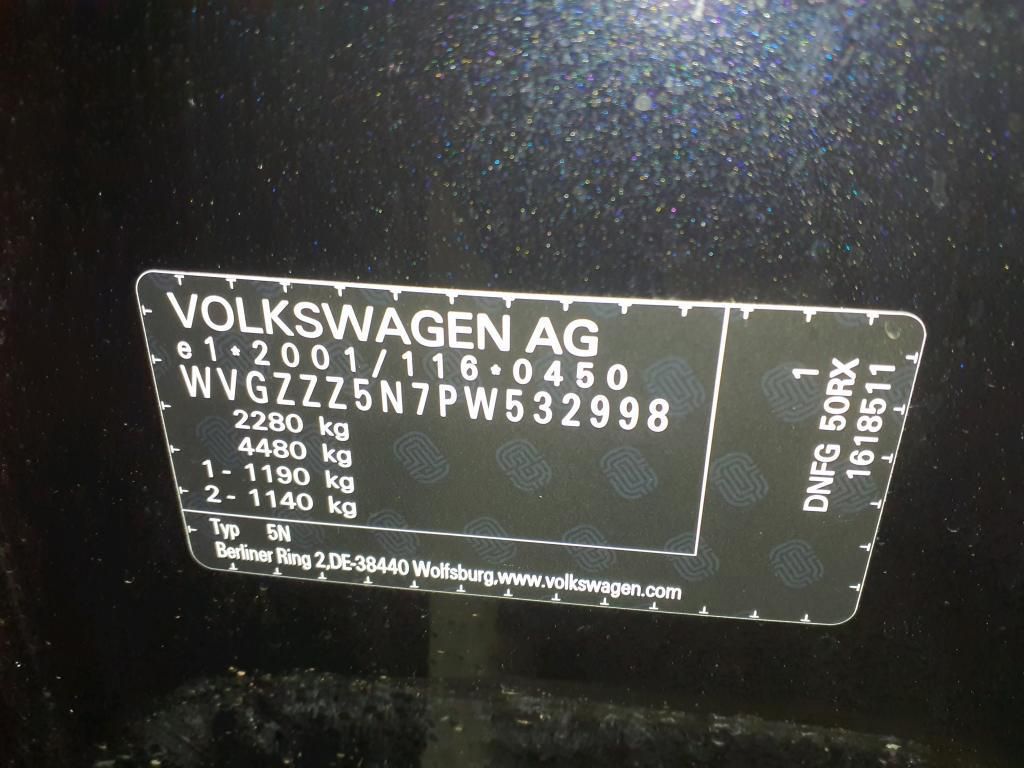 VOLKSWAGEN AG
e1*2001/116*0450
WVGZZZ5N7PW532998
2280 kg
4480 kg
1- 1190 kg
2- 1140 kg
Typ 5N
Berliner Ring 2,DE-38440 Wolfsburg,www.volkswagen.com
1
DNFG 50RX
1618511